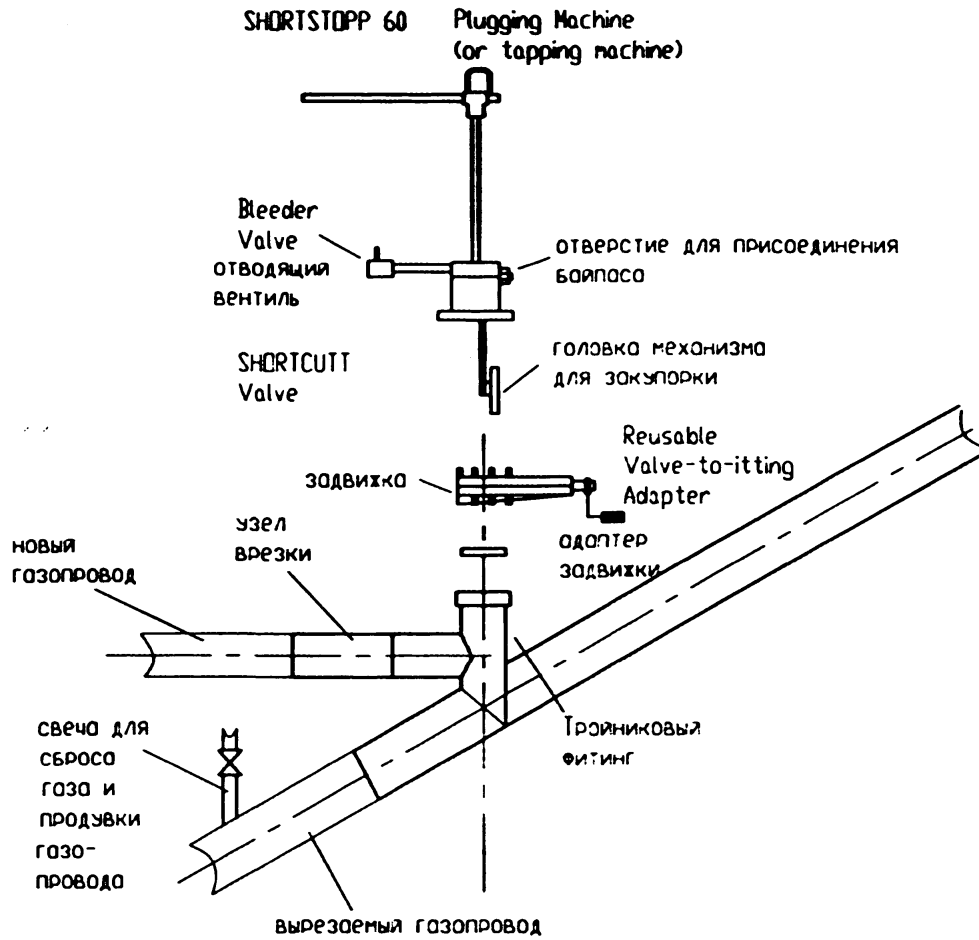 SHORTSTOPP 60
Plugging Machine
(or tapping machine)
Bleeder
Valve
отводящий
вентиль
отверстие для присоединения
байпаса
SHORTCUTT
Valve
головка механизма
для закупорки
Reusable
Valve-to-itting
Adapter
задвижка
адаптер
задвижки
узел
врезки
новый
газопровод
свеча для
сброса
газа и
продувки
газо-
провода
Тройниковый
фитинг
вырезаемый газопровод